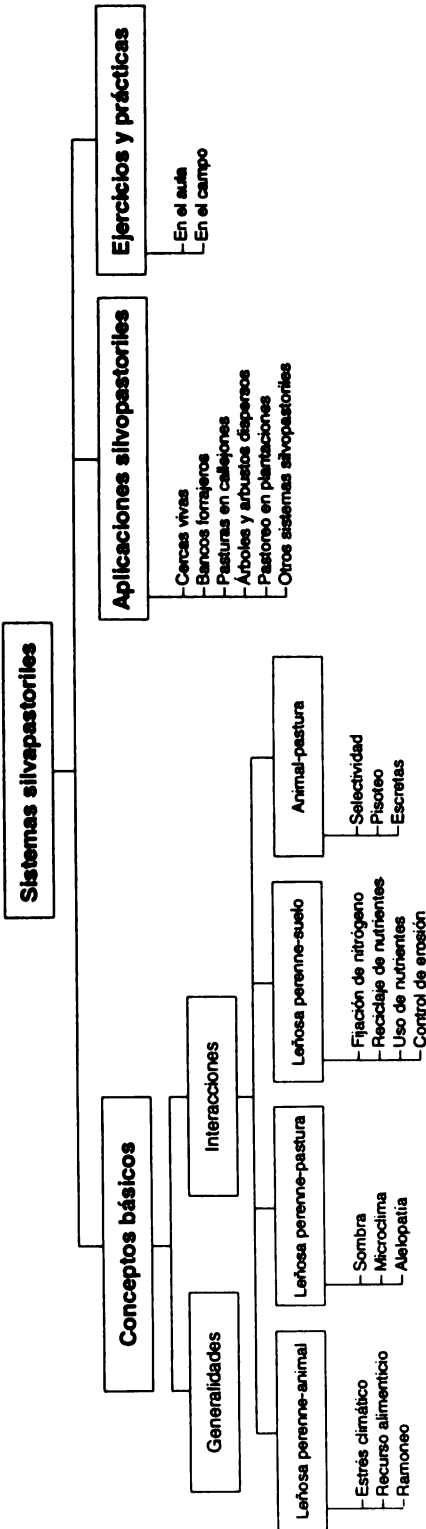 Sistemas silvapastoriles
Conceptos básicos
Aplicaciones silvopastoriles
Ejercicios y prácticas
Generalidades
Interacciones
Cercas vivas
Bancos forrajeros
Pasturas en callejones
Árboles y arbustos dispersos
Pastoreo en plantaciones
Otros sistemas silvopastoriles
En el aula
En el campo
Leñosa perenne-animal
Leñosa perenne-pastura
Leñosa perenne-suelo
Animal-pastura
Estrés climático
Recurso alimenticio
Ramoneo
Sombra
Microclima
Alelopatía
Fijación de nitrógeno
Reciclaje de nutrientes
Uso de nutrientes
Control de erosión
Selectividad
Pisoteo
Escretas